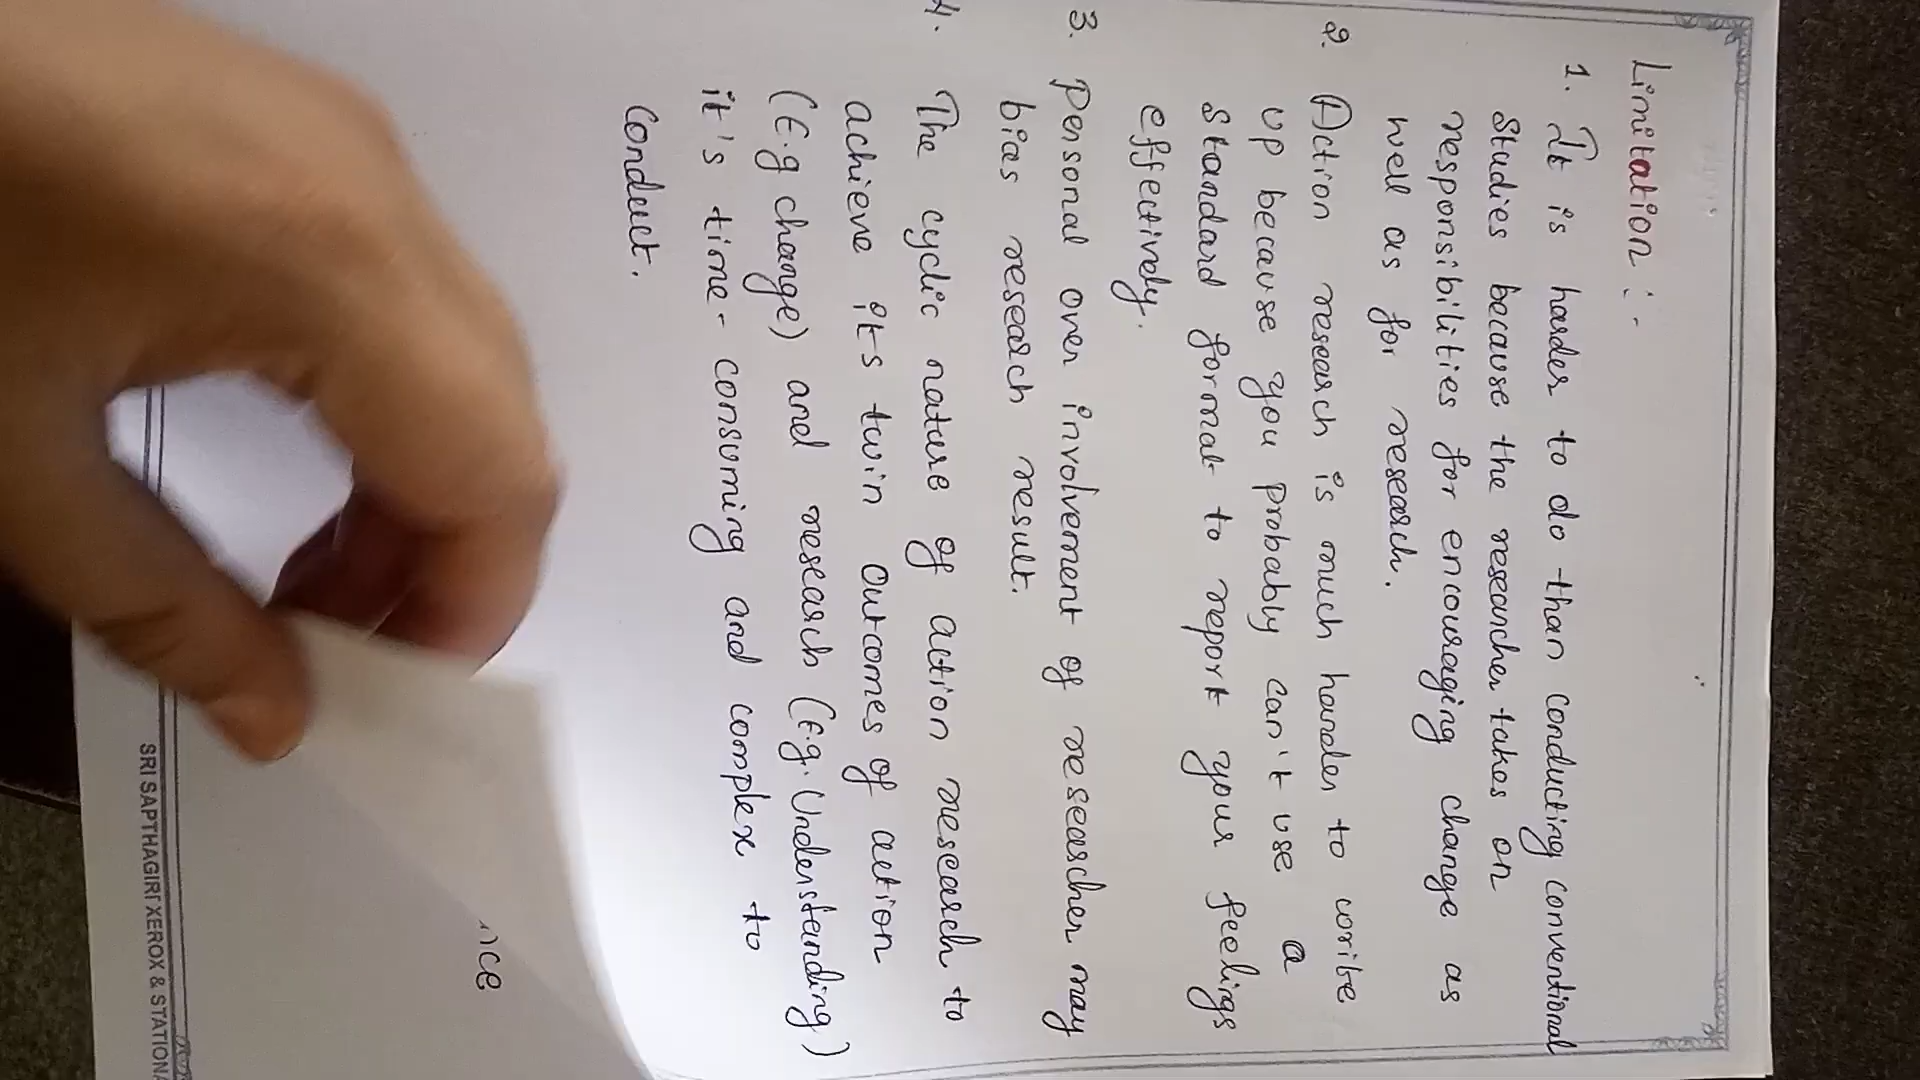 Limitation :-
1. It is harder to do than conducting conventional
studies because the researcher takes on
responsibilities for encouraging change as
well as for research.
2. Action research is much harder to write
up because you probably can't use a
standard format to report your feelings
effectively.
3. Personal over involvement of researcher may
bias research result.
4. The cyclic nature of action research to
achieve it's twin outcomes of action
(E.g change) and research (E.g. Understanding)
it's time-consuming and complex to
conduct.
SRI SAPTHAGIRI XEROX &